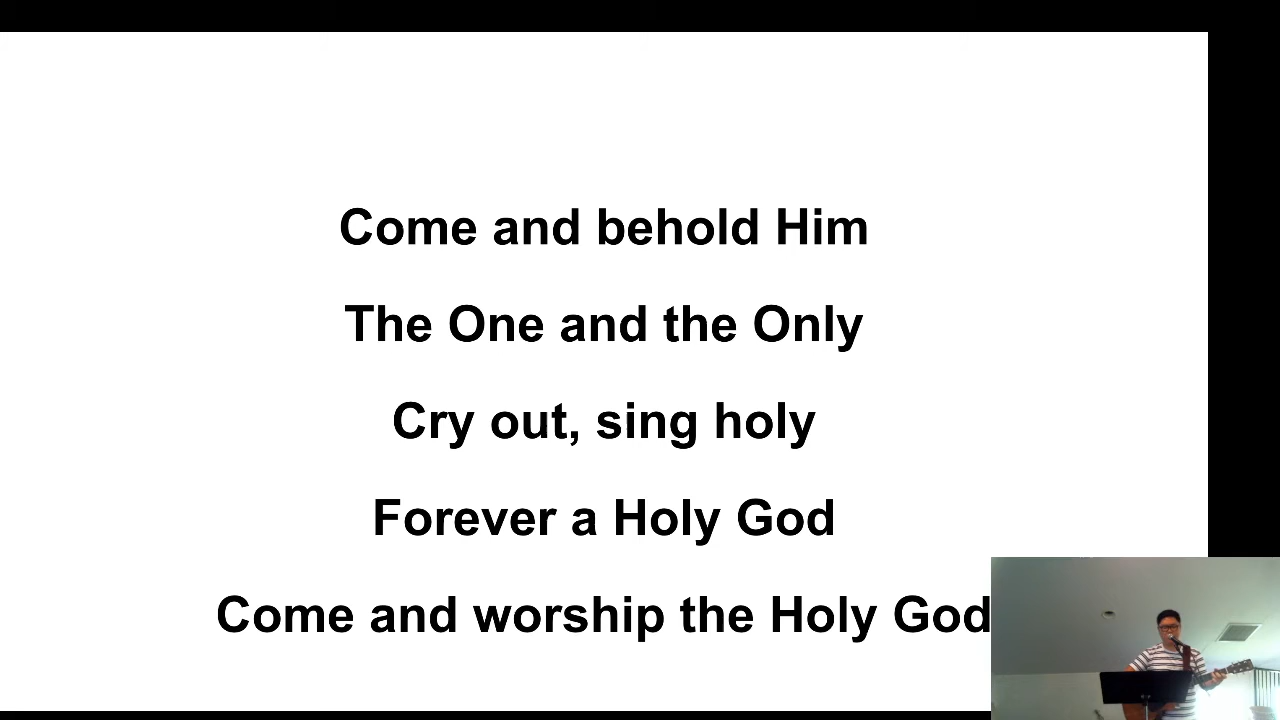 Come and behold Him
The One and the Only
Cry out, sing holy
Forever a Holy God
Come and worship the Holy God